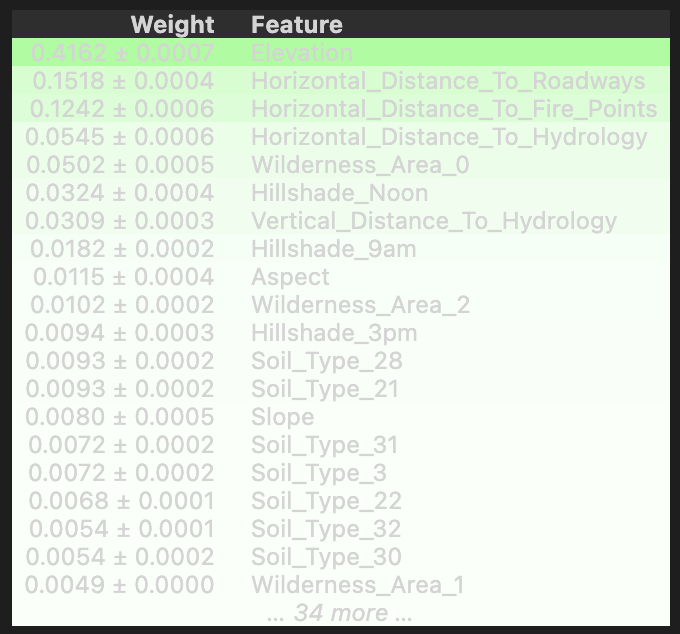 Weight Feature
0.4162 ± 0.0007 Elevation
0.1518 ± 0.0004 Horizontal_Distance_To_Roadways
0.1242 ± 0.0006 Horizontal_Distance_To_Fire_Points
0.0545 ± 0.0006 Horizontal_Distance_To_Hydrology
0.0502 ± 0.0005 Wilderness_Area_0
0.0324 ± 0.0004 Hillshade_Noon
0.0309 ± 0.0003 Vertical_Distance_To_Hydrology
0.0182 ± 0.0002 Hillshade_9am
0.0115 ± 0.0004 Aspect
0.0102 ± 0.0002 Wilderness_Area_2
0.0094 ± 0.0003 Hillshade_3pm
0.0093 ± 0.0002 Soil_Type_28
0.0093 ± 0.0002 Soil_Type_21
0.0080 ± 0.0005 Slope
0.0072 ± 0.0002 Soil_Type_31
0.0072 ± 0.0002 Soil_Type_3
0.0068 ± 0.0001 Soil_Type_22
0.0054 ± 0.0001 Soil_Type_32
0.0054 ± 0.0002 Soil_Type_30
0.0049 ± 0.0000 Wilderness_Area_1
… 34 more …